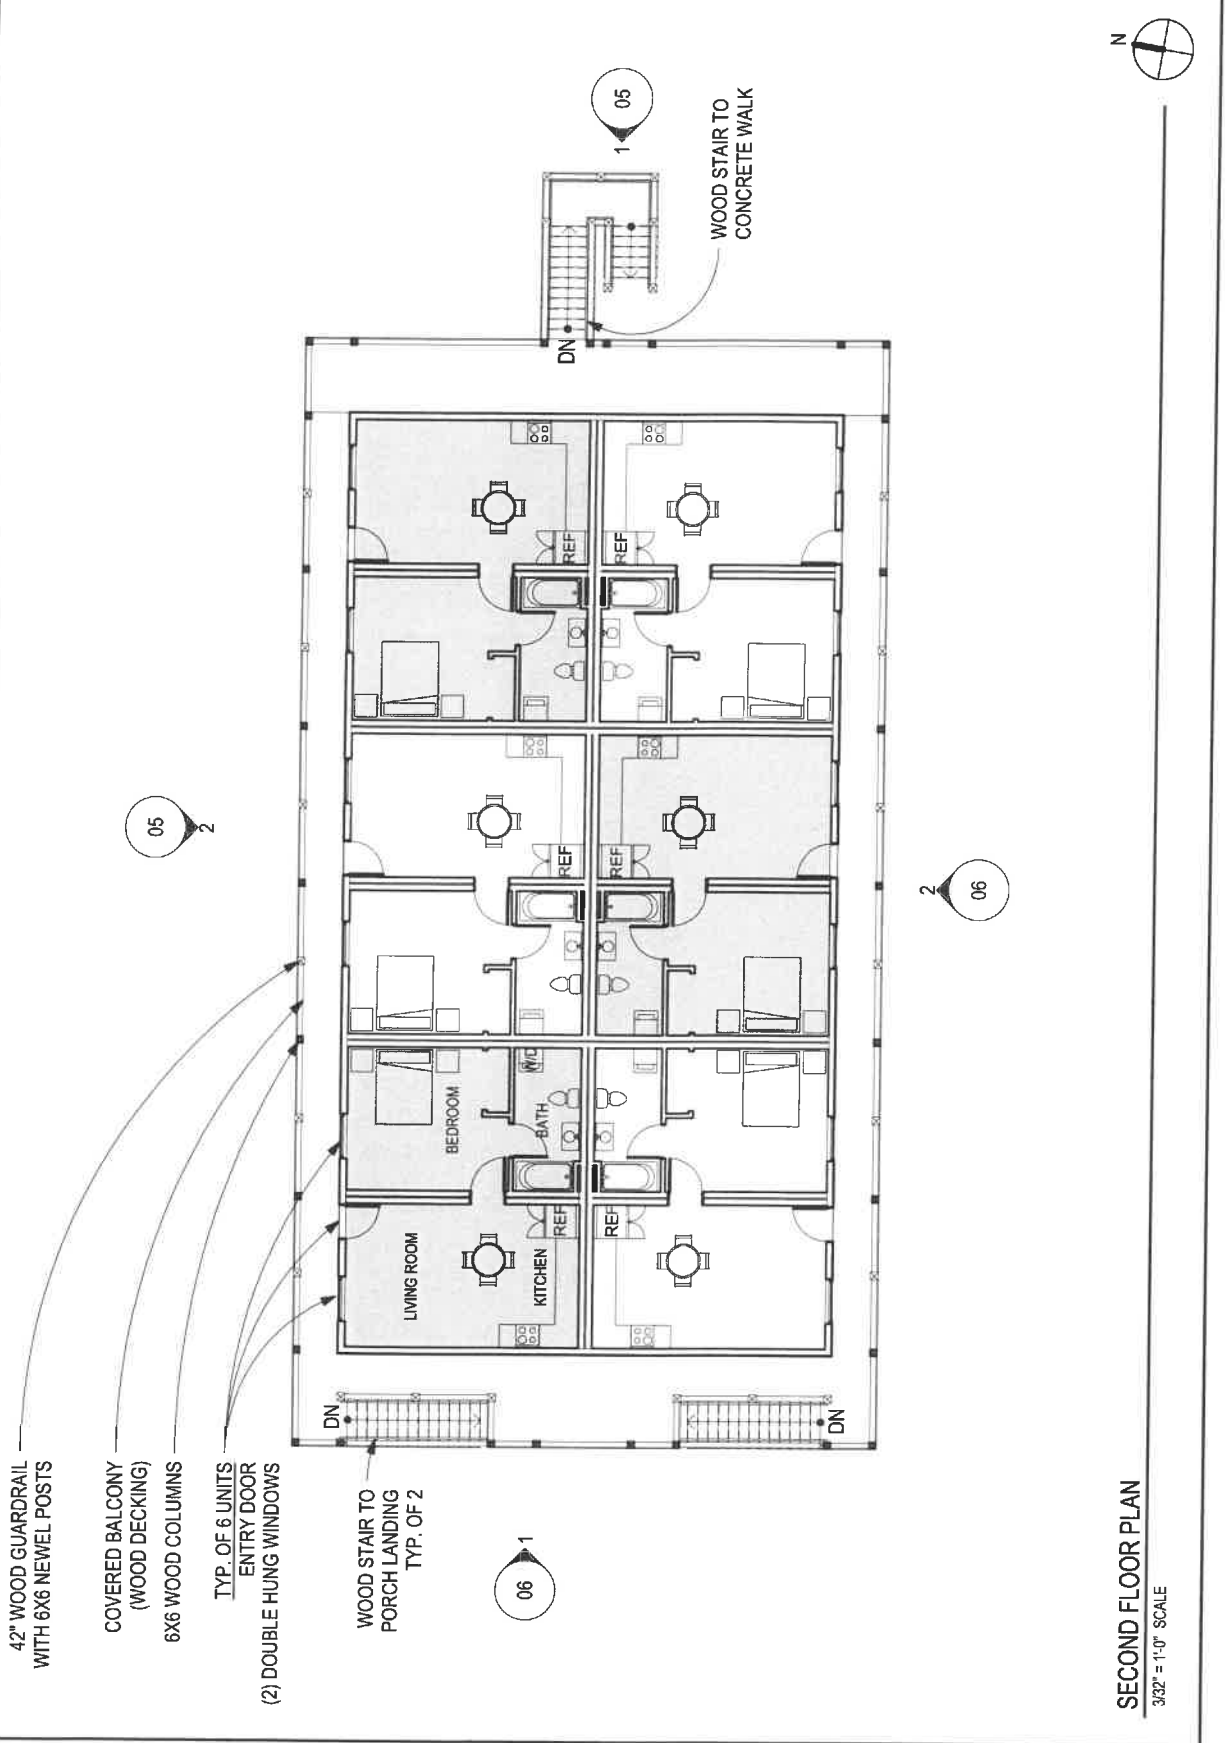 42" WOOD GUARDRAIL
WITH 6X6 NEWEL POSTS
COVERED BALCONY
(WOOD DECKING)
6X6 WOOD COLUMNS
TYP. OF 6 UNITS
ENTRY DOOR
(2) DOUBLE HUNG WINDOWS
WOOD STAIR TO
PORCH LANDING
TYP. OF 2
06
1
DN
DN
LIVING ROOM
KITCHEN
REF
REF
BEDROOM
BATH
W/D
05
2
REF
REF
REF
REF
2
06
DN
1
05
WOOD STAIR TO
CONCRETE WALK
N
SECOND FLOOR PLAN
3/32" = 1'-0" SCALE